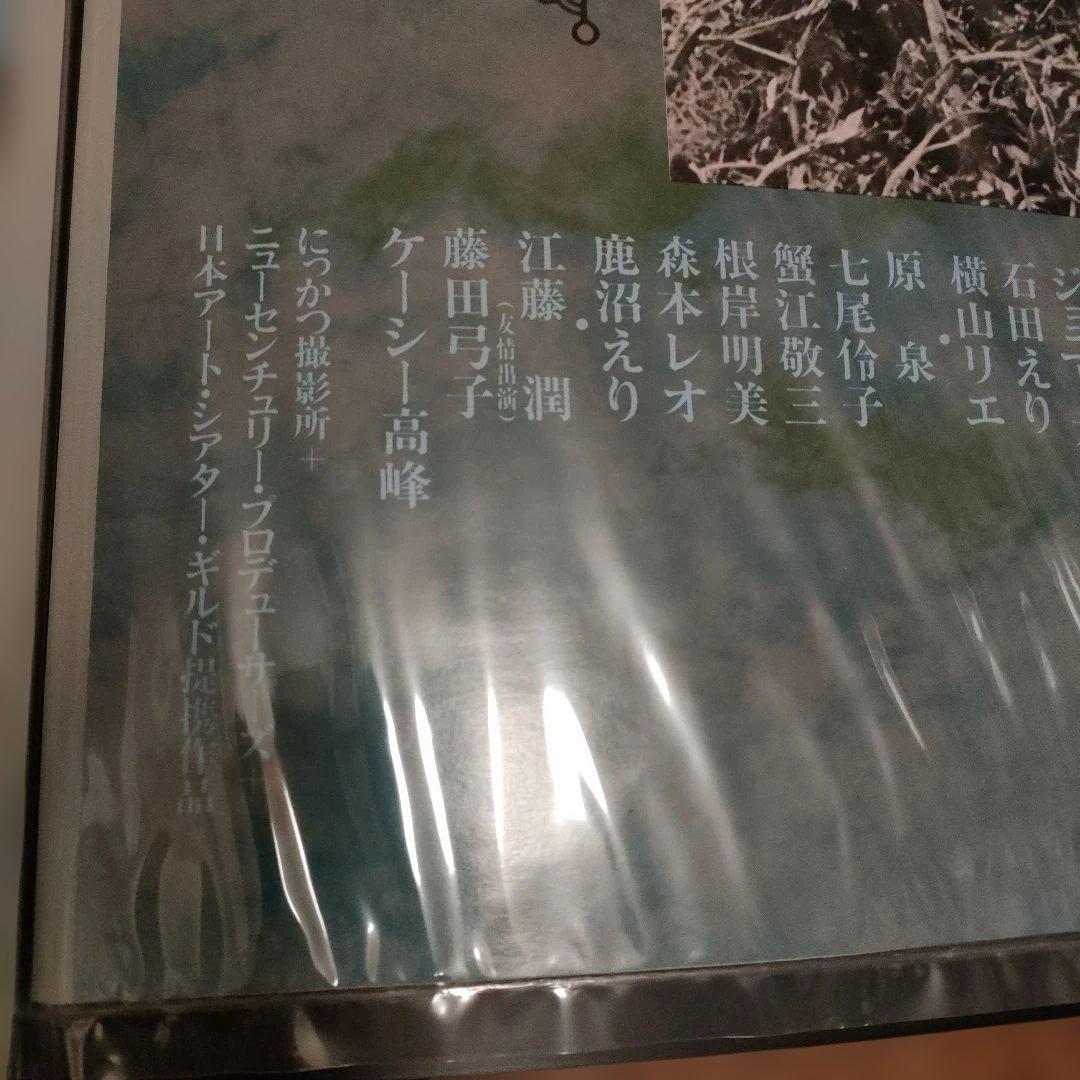 ジョニー
石田えり
横山リエ
原 泉
七尾伶子
蟹江敬三
根岸明美
森本レオ
鹿沼えり
江藤 潤
(友情出演)
藤田弓子
ケーシー高峰
にっかつ撮影所+
ニューセンチュリー・プロデューサーズ+
日本アート・シアター・ギルド提携作品